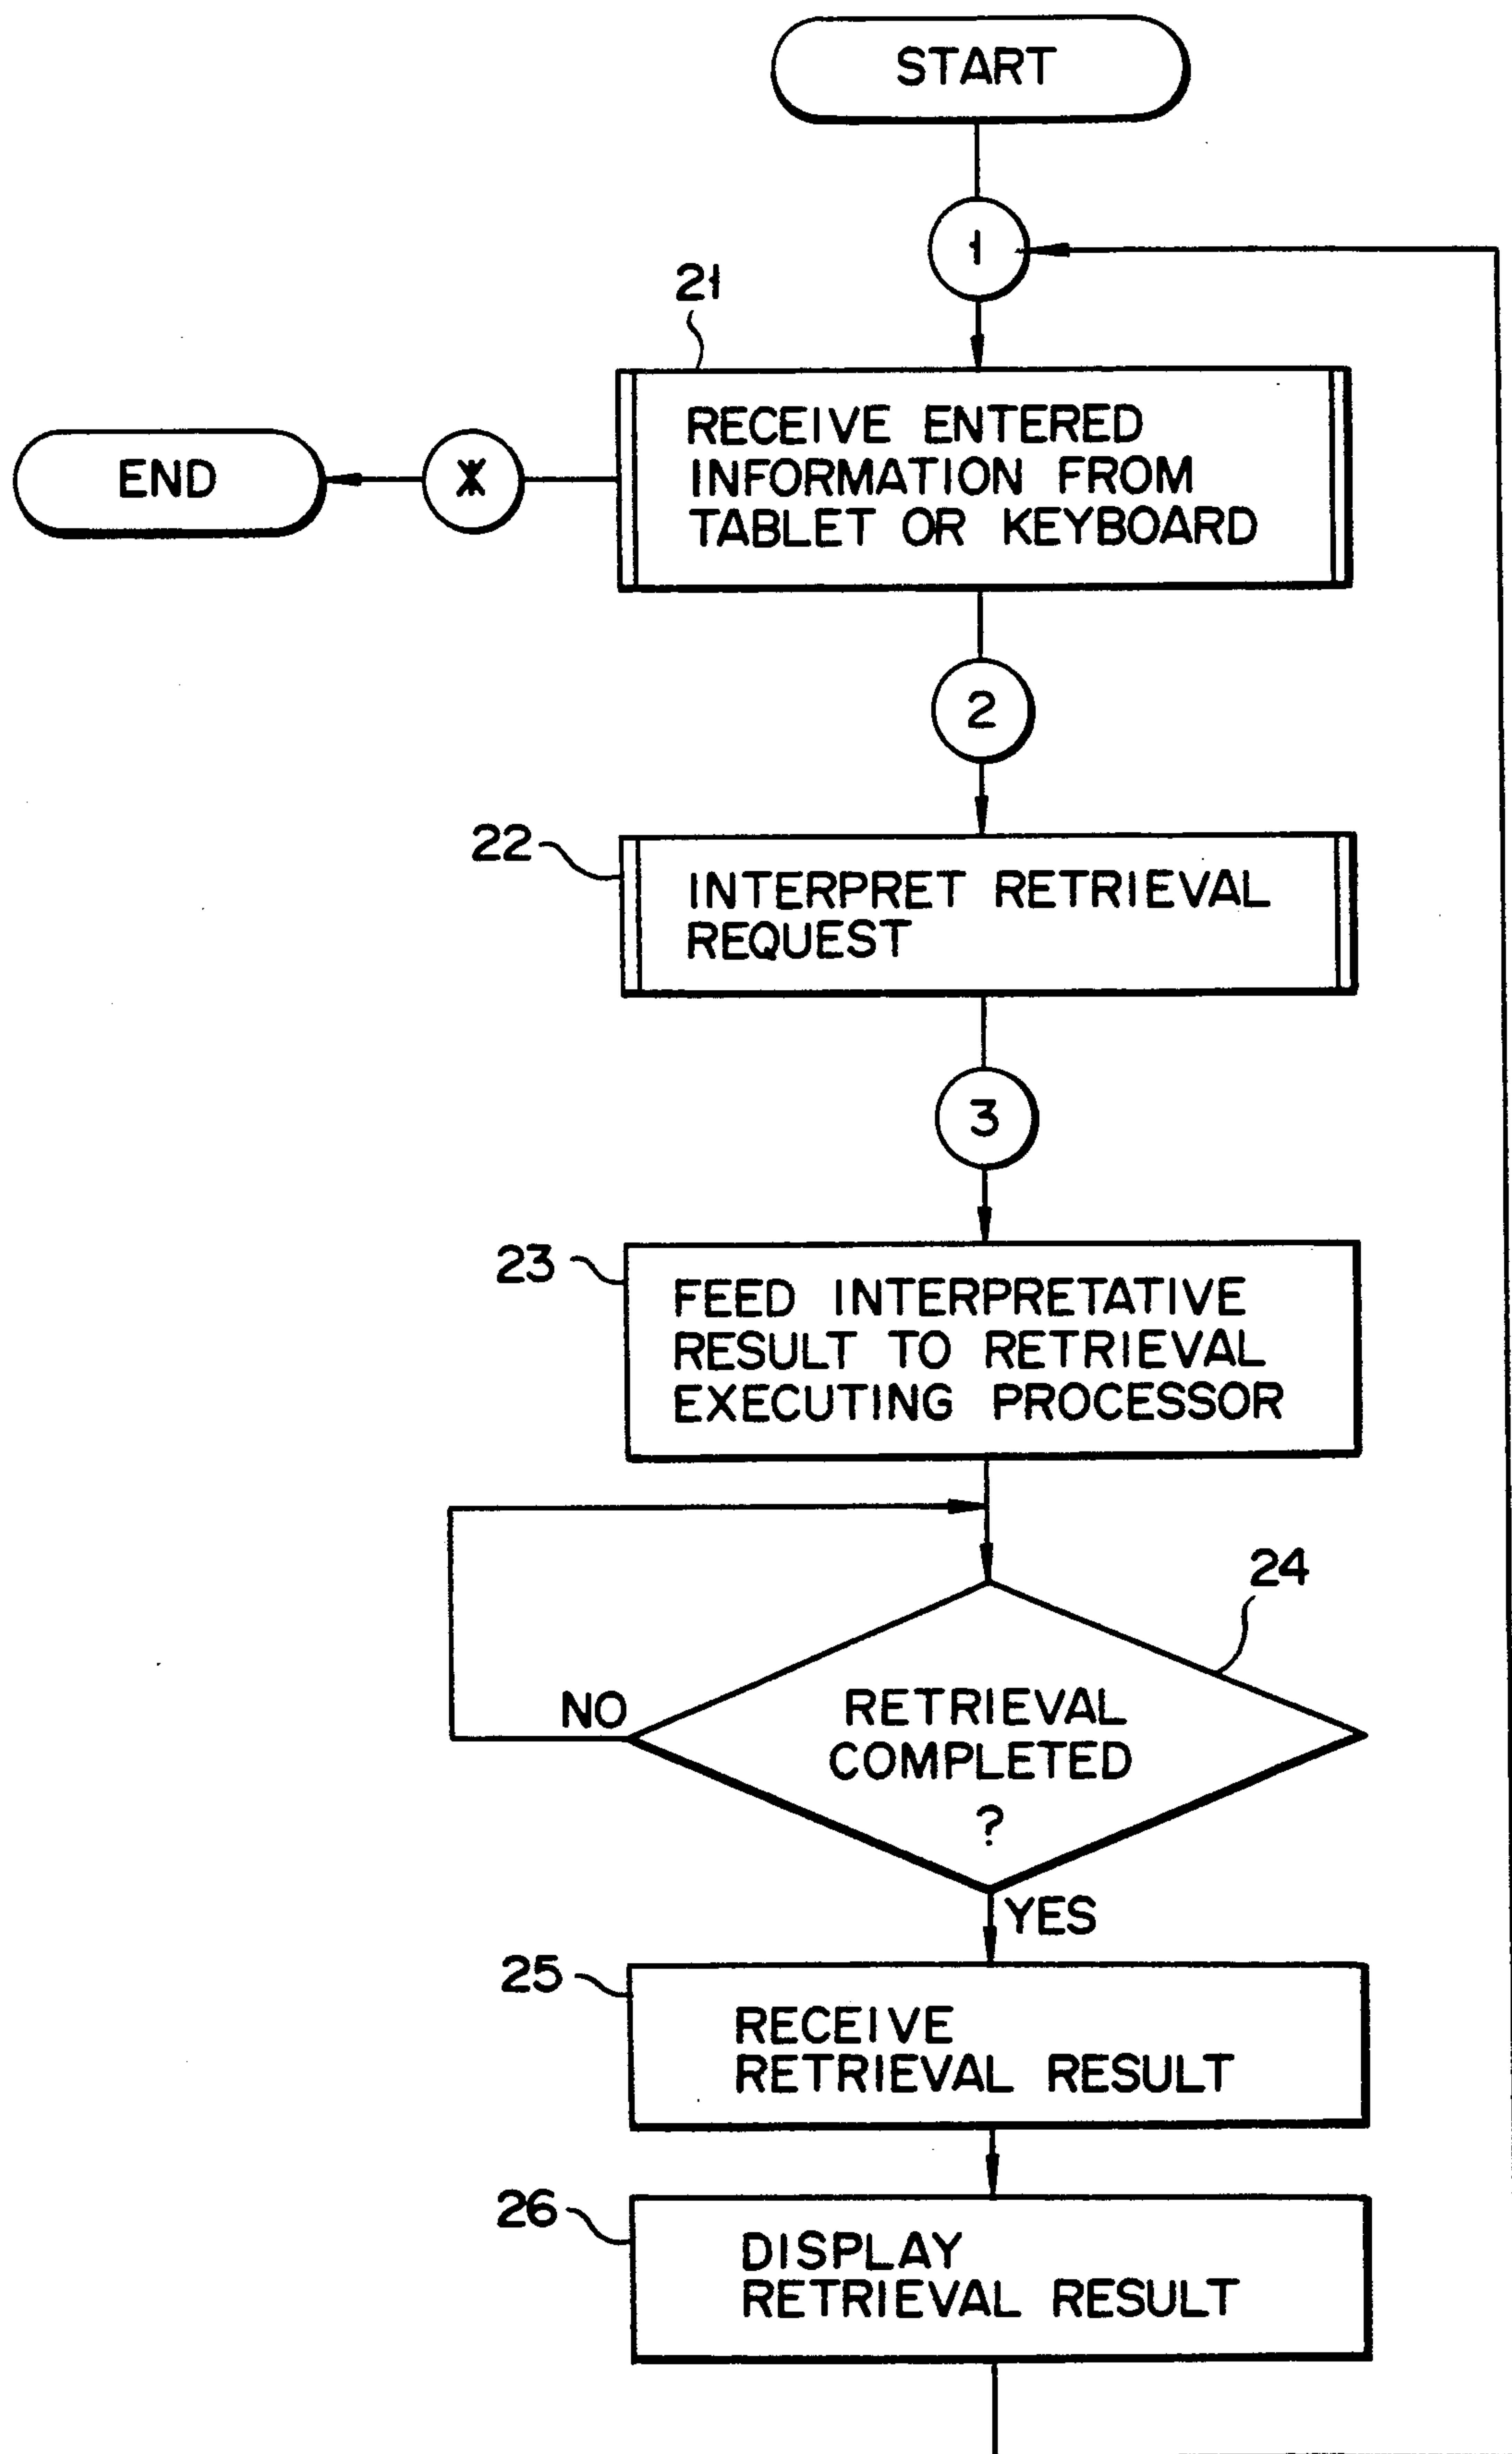 START
1
21
RECEIVE ENTERED
INFORMATION FROM
TABLET OR KEYBOARD
END
2
22
INTERPRET RETRIEVAL
REQUEST
3
23
FEED INTERPRETATIVE
RESULT TO RETRIEVAL
EXECUTING PROCESSOR
24
NO
RETRIEVAL
COMPLETED
?
YES
25
RECEIVE
RETRIEVAL RESULT
26
DISPLAY
RETRIEVAL RESULT